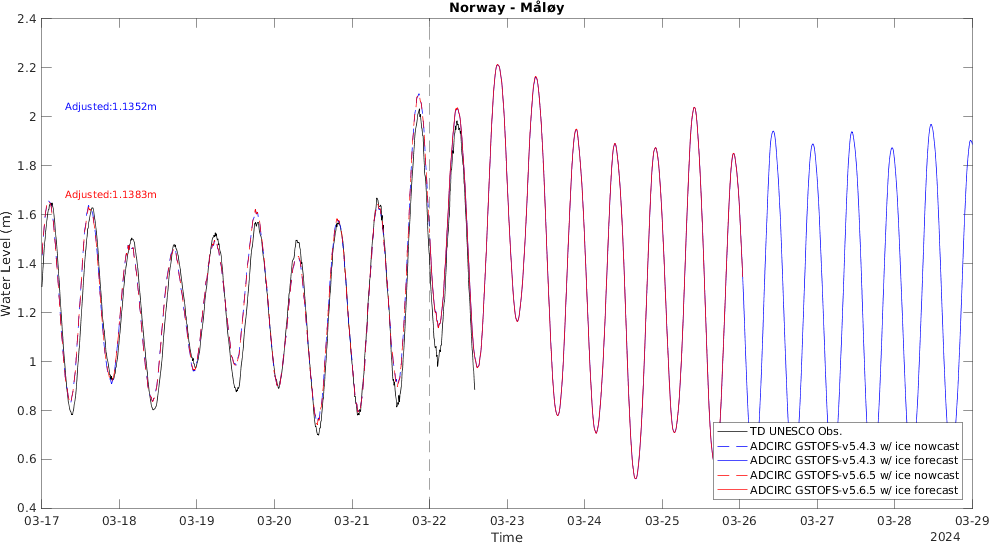 Norway - Måløy
2.4
2.2
2
1.8
1.6
1.4
1.2
1
0.8
0.6
0.4
Water Level (m)
Adjusted:1.1352m
Adjusted:1.1383m
TD UNESCO Obs.
ADCIRC GSTOFS-v5.4.3 w/ ice nowcast
ADCIRC GSTOFS-v5.4.3 w/ ice forecast
ADCIRC GSTOFS-v5.6.5 w/ ice nowcast
ADCIRC GSTOFS-v5.6.5 w/ ice forecast
03-17 03-18 03-19 03-20 03-21 03-22 03-23 03-24 03-25 03-26 03-27 03-28 03-29
Time
2024